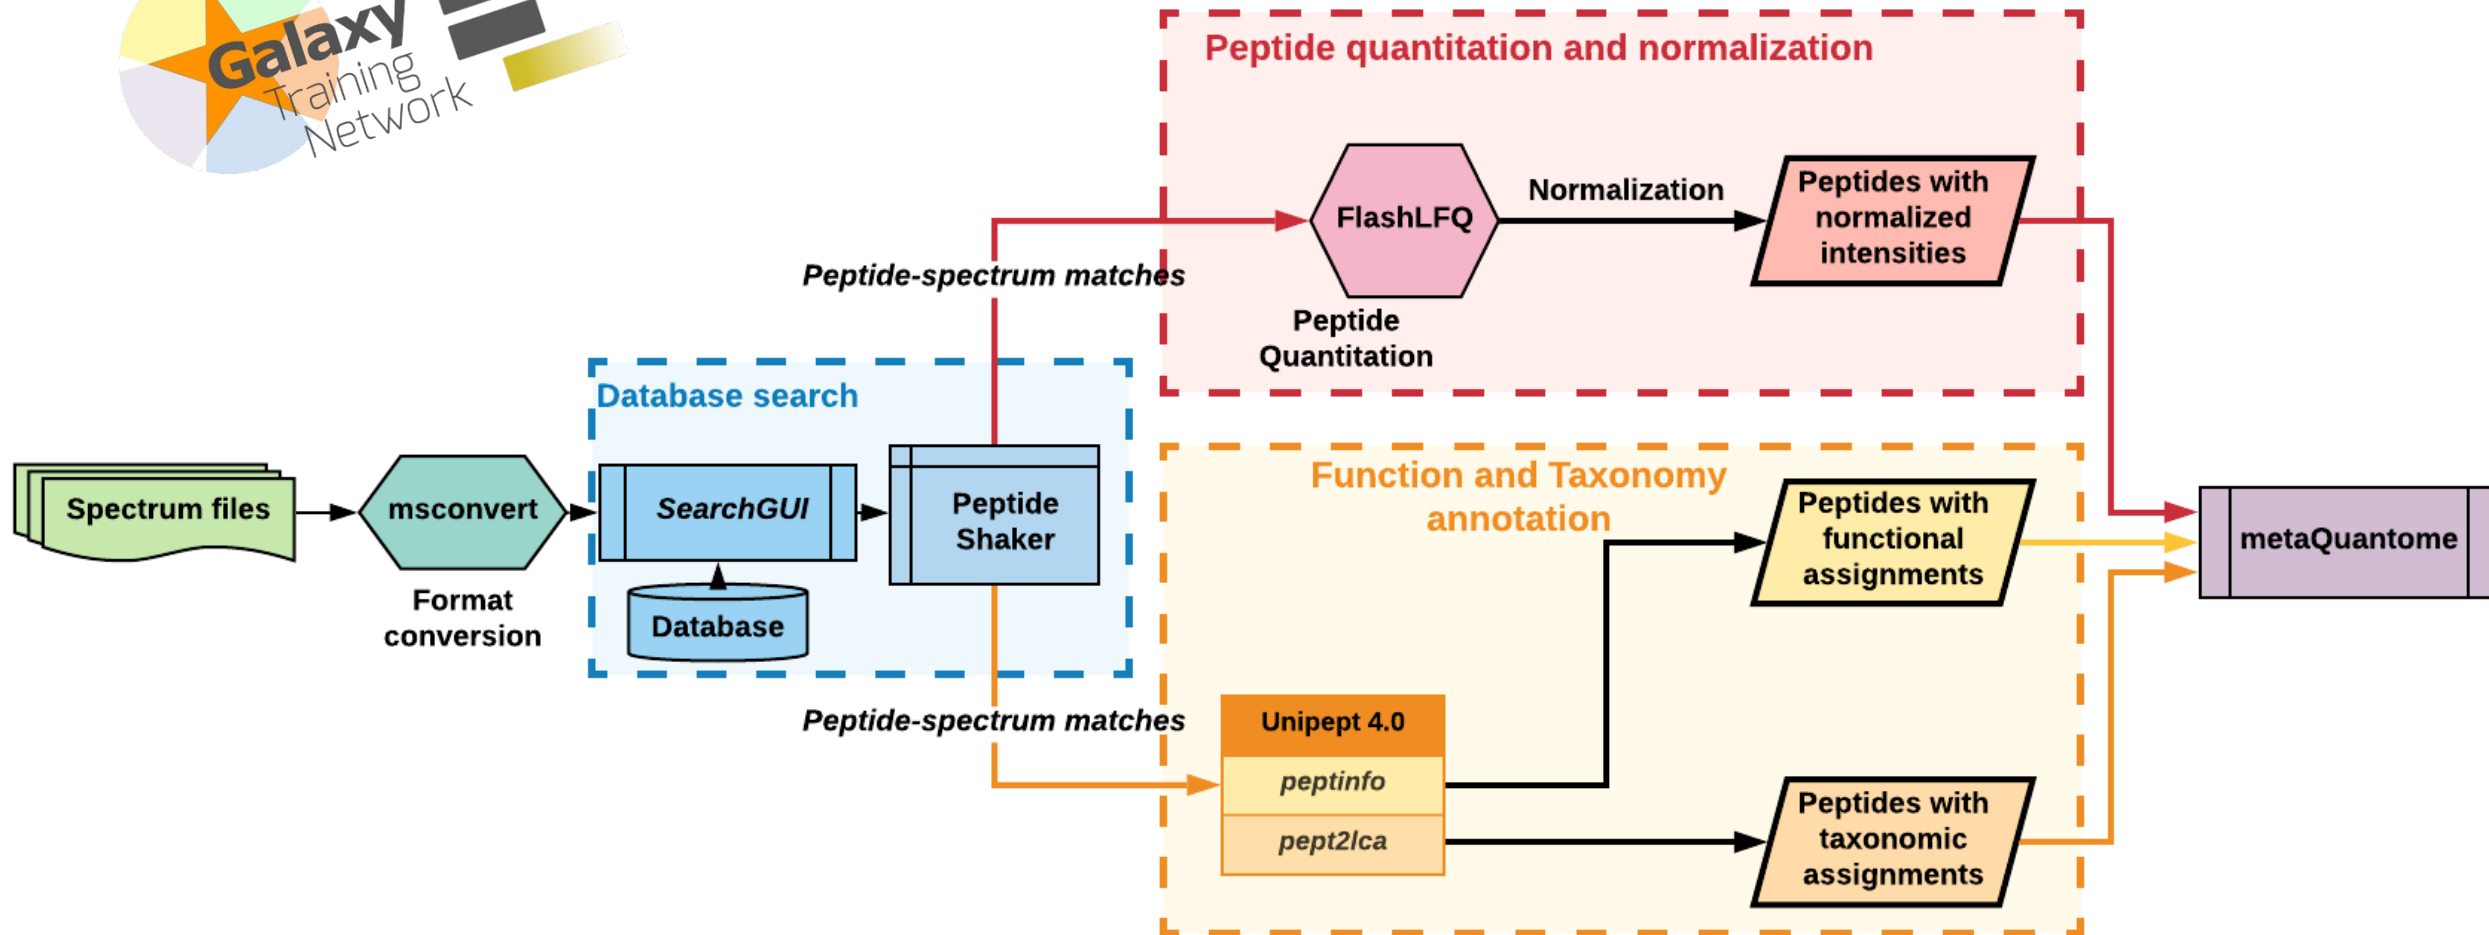 Galaxy
Training
Network
Peptide quantitation and normalization
FlashLFQ
Normalization
Peptides with
normalized
intensities
Peptide-spectrum matches
Peptide
Quantitation
Database search
Spectrum files
msconvert
Format
conversion
SearchGUI
Database
Peptide
Shaker
Function and Taxonomy
annotation
Peptides with
functional
assignments
metaQuantome
Peptide-spectrum matches
Unipept 4.0
peptinfo
pept2lca
Peptides with
taxonomic
assignments